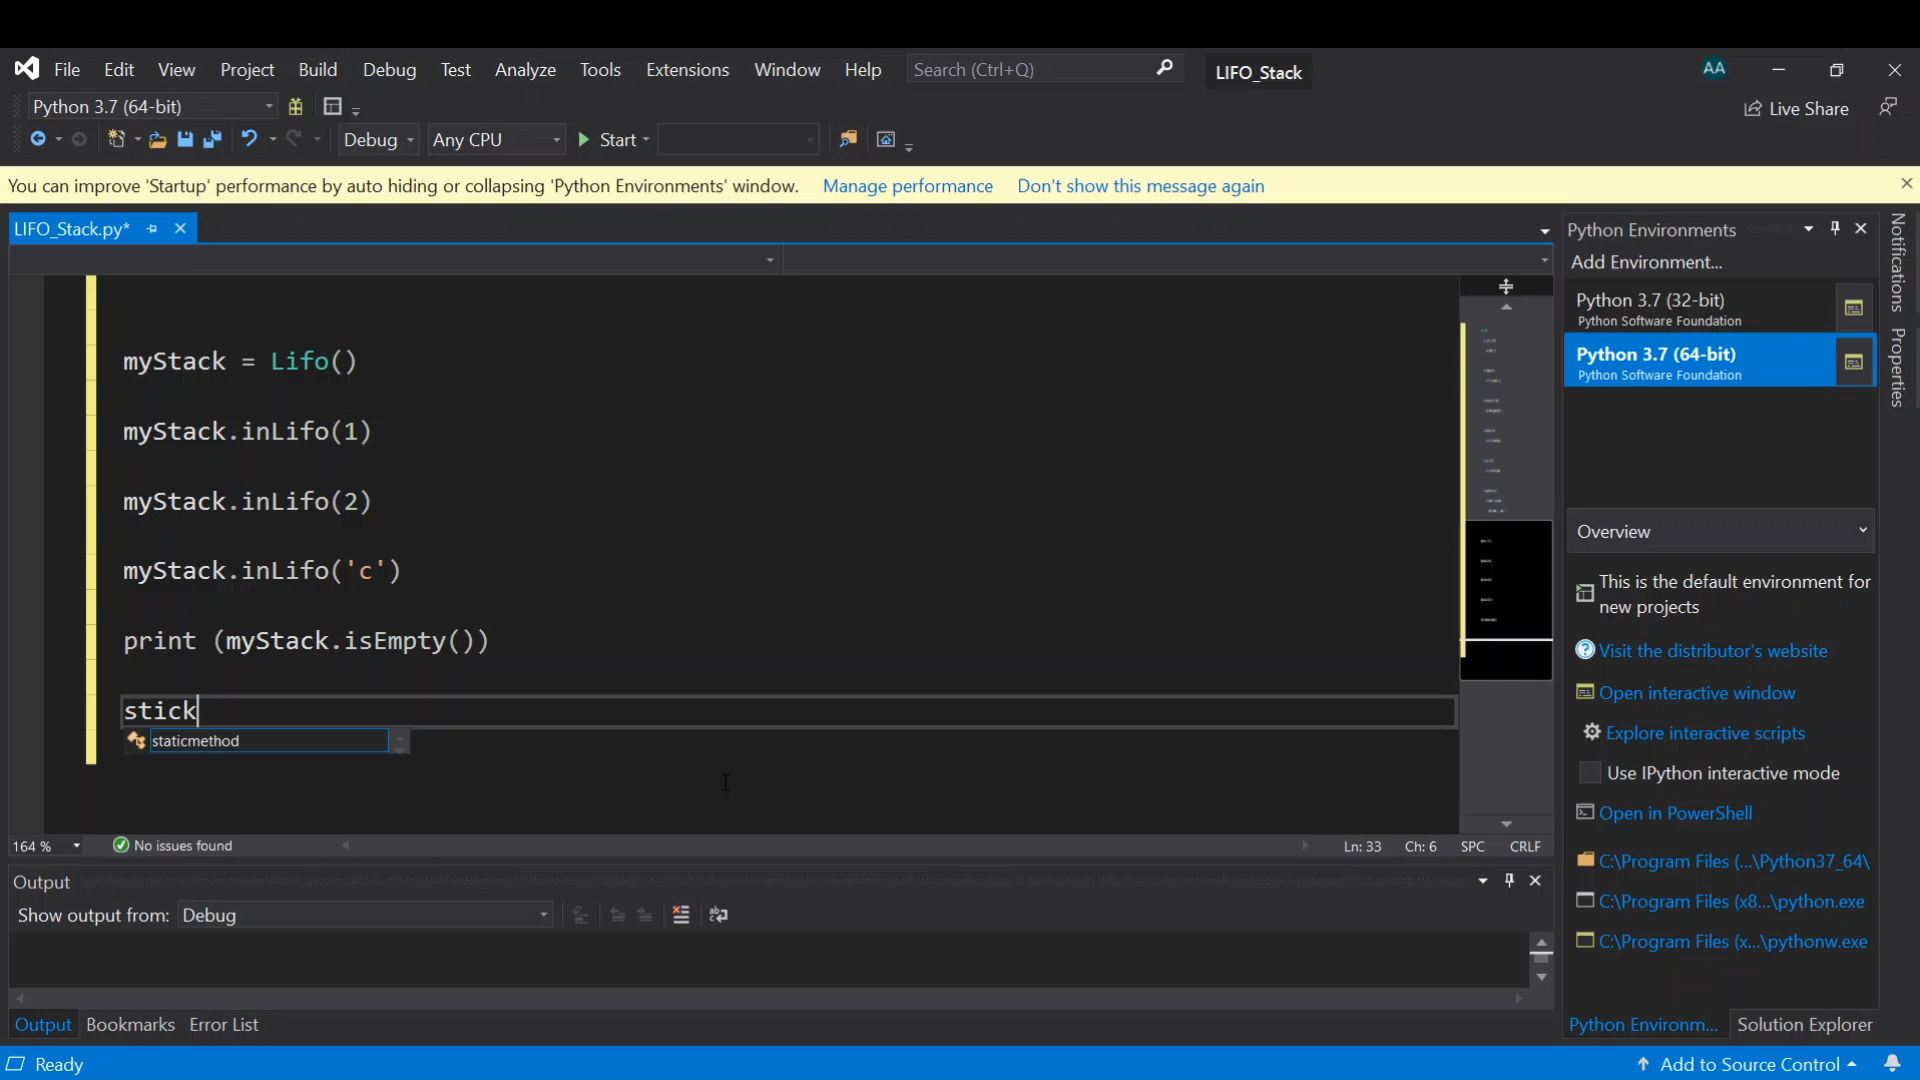 File Edit View Project Build Debug Test Analyze Tools Extensions Window Help Search (Ctrl+Q) LIFO_Stack AA
Python 3.7 (64-bit) Live Share
Debug Any CPU Start
You can improve 'Startup' performance by auto hiding or collapsing 'Python Environments' window. Manage performance Don't show this message again
LIFO_Stack.py*
myStack = Lifo()
myStack.inLifo(1)
myStack.inLifo(2)
myStack.inLifo('c')
print (myStack.isEmpty())
stick
staticmethod
164 % No issues found Ln: 33 Ch: 6 SPC CRLF
Output
Show output from: Debug
Output Bookmarks Error List
Python Environments
Add Environment...
Python 3.7 (32-bit)
Python Software Foundation
Python 3.7 (64-bit)
Python Software Foundation
Overview
This is the default environment for
new projects
Visit the distributor's website
Open interactive window
Explore interactive scripts
Use IPython interactive mode
Open in PowerShell
C:\Program Files (...\Python37_64\
C:\Program Files (x8...\python.exe
C:\Program Files (x...\pythonw.exe
Python Environm... Solution Explorer
Notifications
Properties
Ready Add to Source Control